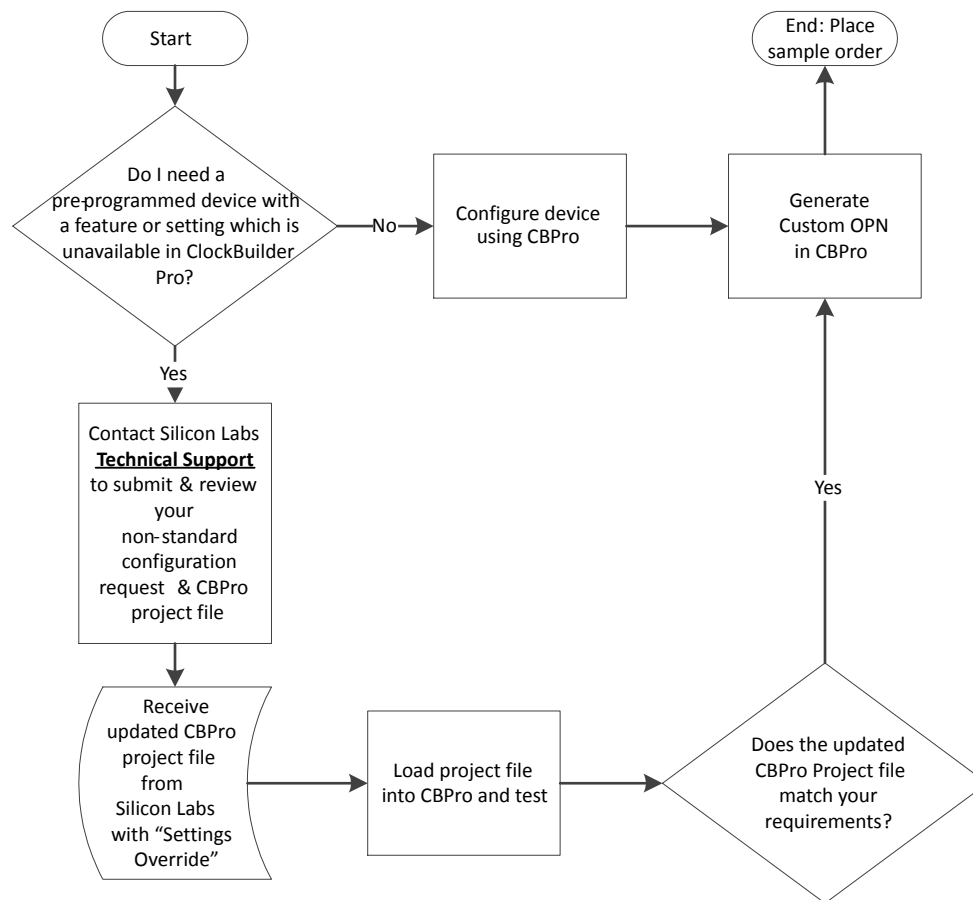 Start
End: Place
sample order
Do I need a
pre-programmed device with
a feature or setting which is
unavailable in ClockBuilder
Pro?
No
Configure device
using CBPro
Generate
Custom OPN
in CBPro
Yes
Contact Silicon Labs
Technical Support
to submit & review
your
non-standard
configuration
request & CBPro
project file
Yes
Receive
updated CBPro
project file
from
Silicon Labs
with “Settings
Override”
Load project file
into CBPro and test
Does the updated
CBPro Project file
match your
requirements?